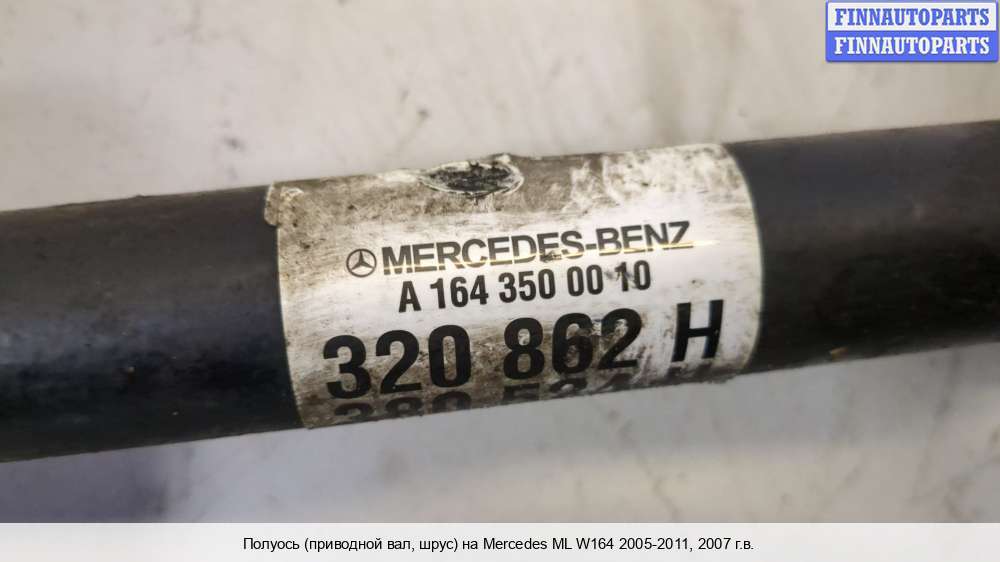 FINNAUTOPARTS
FINNAUTOPARTS
MERCEDES-BENZ
A 164 350 00 10
320 862 H
Полуось (приводной вал, шрус) на Mercedes ML W164 2005-2011, 2007 г.в.